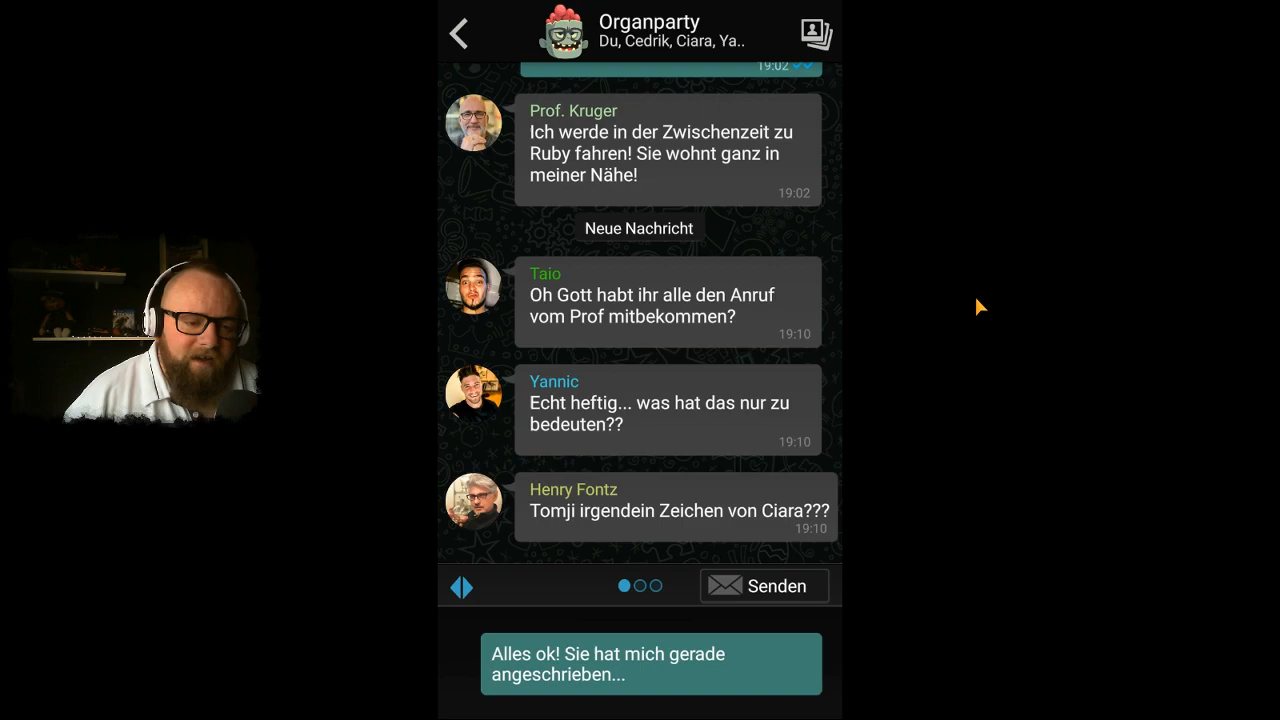 Organparty
Du, Cedrik, Ciara, Ya..
19:02
Prof. Kruger
Ich werde in der Zwischenzeit zu
Ruby fahren! Sie wohnt ganz in
meiner Nähe!
19:02
Neue Nachricht
Taio
Oh Gott habt ihr alle den Anruf
vom Prof mitbekommen?
19:10
Yannic
Echt heftig... was hat das nur zu
bedeuten??
19:10
Henry Fontz
Tomji irgendein Zeichen von Ciara???
19:10
Senden
Alles ok! Sie hat mich gerade
angeschrieben...